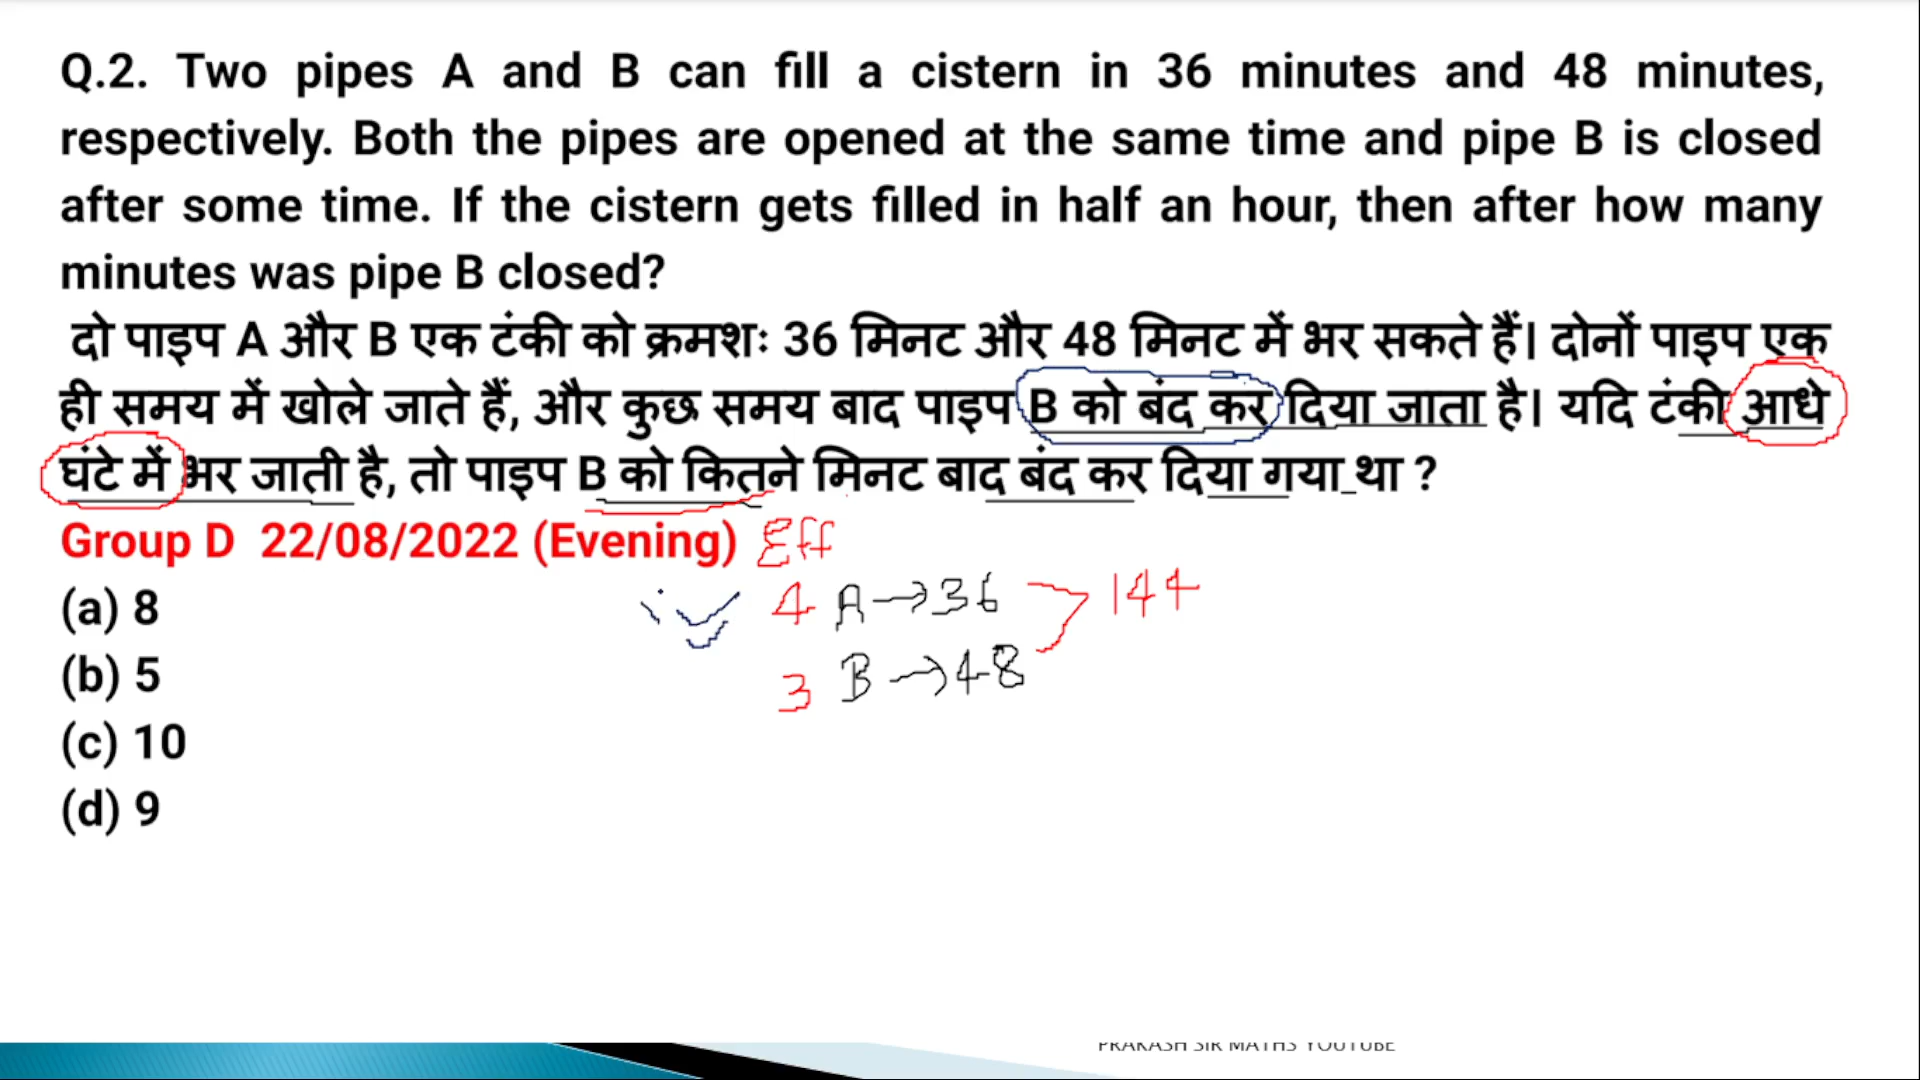 Q.2. Two pipes A and B can fill a cistern in 36 minutes and 48 minutes,
respectively. Both the pipes are opened at the same time and pipe B is closed
after some time. If the cistern gets filled in half an hour, then after how many
minutes was pipe B closed?
दो पाइप A और B एक टंकी को क्रमशः 36 मिनट और 48 मिनट में भर सकते हैं। दोनों पाइप एक
ही समय में खोले जाते हैं, और कुछ समय बाद पाइप B को बंद कर दिया जाता है। यदि टंकी आधे
घंटे में भर जाती है, तो पाइप B को कितने मिनट बाद बंद कर दिया गया था ?
Group D 22/08/2022 (Evening) Eff
(a) 8 4 A→36 144
(b) 5 3 B→48
(c) 10
(d) 9
PRAKASH SIR MATHS YOUTUBE